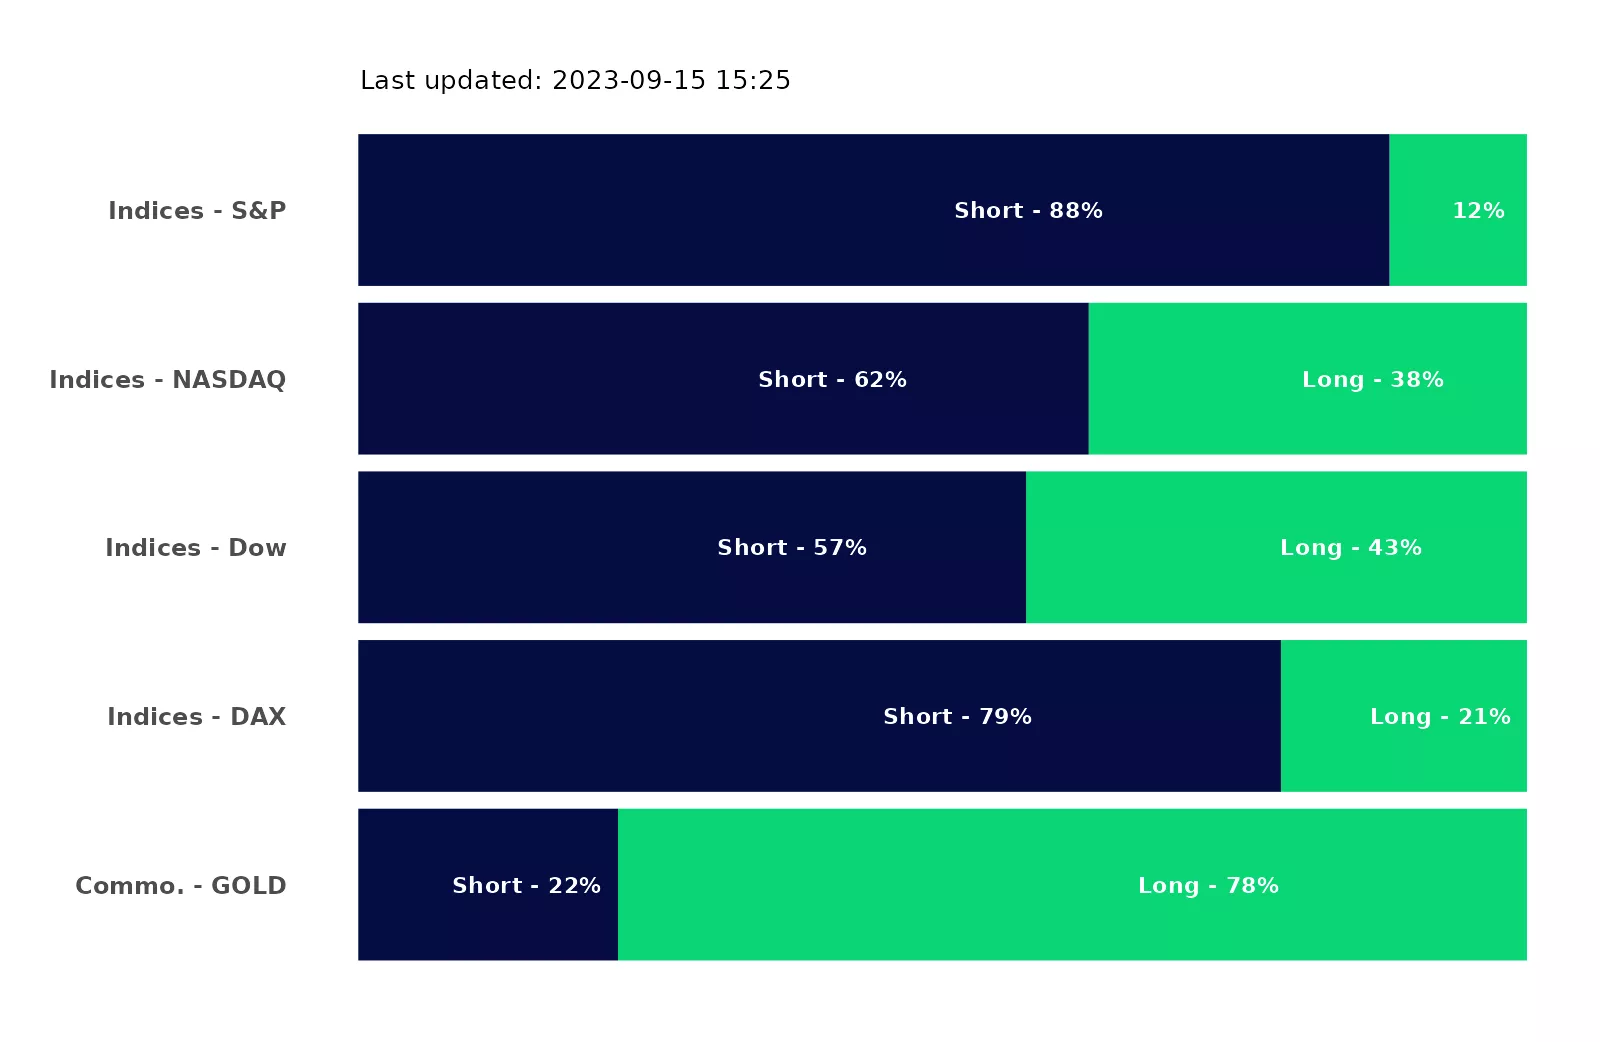 Last updated: 2023-09-15 15:25
Indices - S&P Short - 88% 12%
Indices - NASDAQ Short - 62% Long - 38%
Indices - Dow Short - 57% Long - 43%
Indices - DAX Short - 79% Long - 21%
Commo. - GOLD Short - 22% Long - 78%